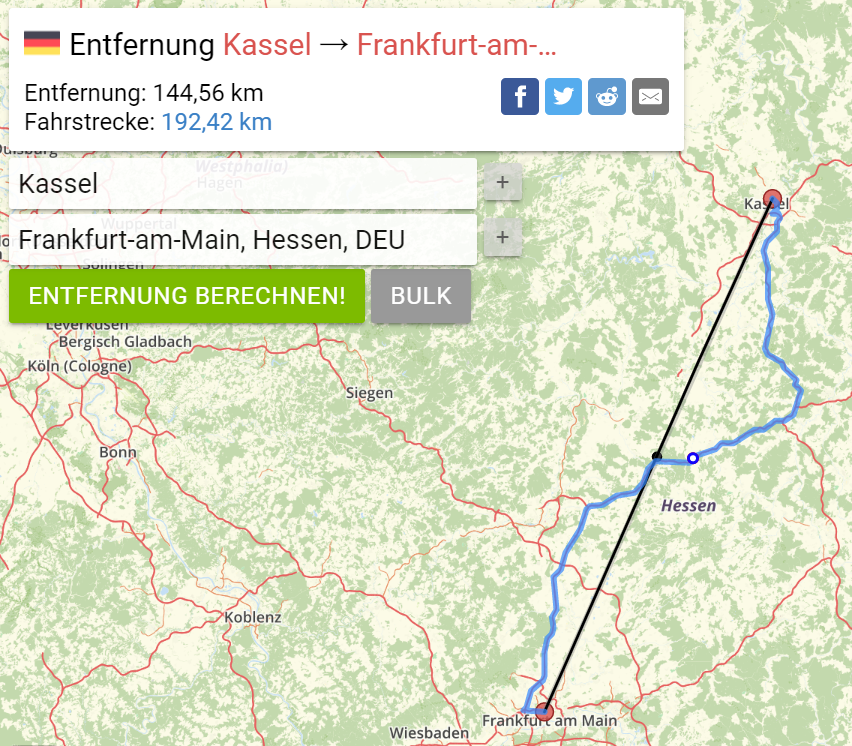 Entfernung Kassel → Frankfurt-am-...
Entfernung: 144,56 km
Fahrstrecke: 192,42 km
Westphalia)
Hagen
Kassel
+
Kassel
Wuppertal
Frankfurt-am-Main, Hessen, DEU
+
Solingen
ENTFERNUNG BERECHNEN!
BULK
Leverkusen
Bergisch Gladbach
Köln (Cologne)
Siegen
Bonn
Hessen
Koblenz
Frankfurt am Main
Wiesbaden